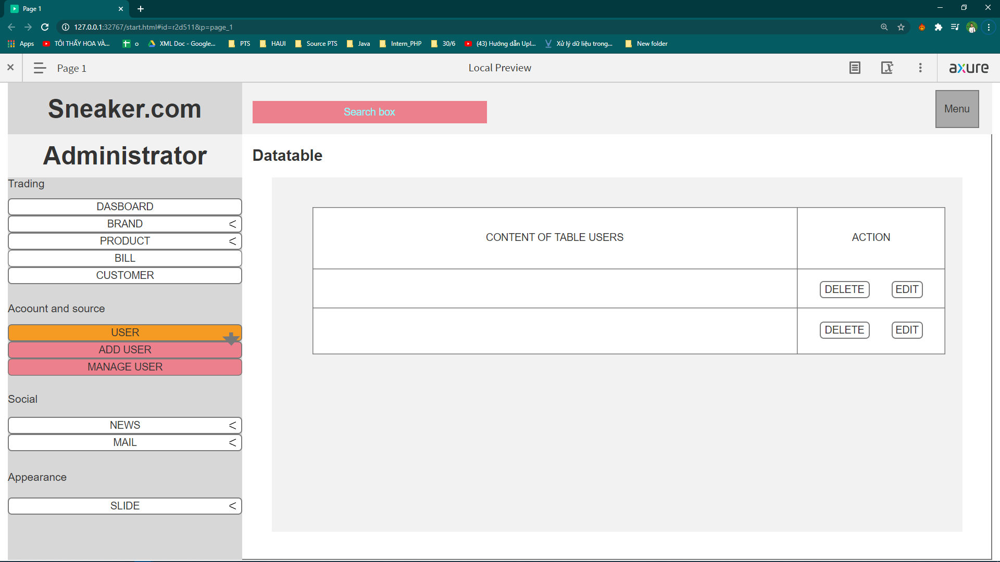 Page 1
127.0.0.1:32767/start.html#id=r2d511&p=page_1
Apps
TÔI THẤY HOA VÀ...
o
XML Doc - Google...
PTS
HAUI
Source PTS
Java
Intern_PHP
30/6
(43) Hướng dẫn Upl...
Xử lý dữ liệu trong...
New folder
Page 1
Local Preview
axure
Sneaker.com
Search box
Menu
Administrator
Datatable
Trading
DASBOARD
BRAND <
PRODUCT <
BILL
CUSTOMER
CONTENT OF TABLE USERS
ACTION
DELETE EDIT
DELETE EDIT
Acoount and source
USER
ADD USER
MANAGE USER
Social
NEWS <
MAIL <
Appearance
SLIDE <